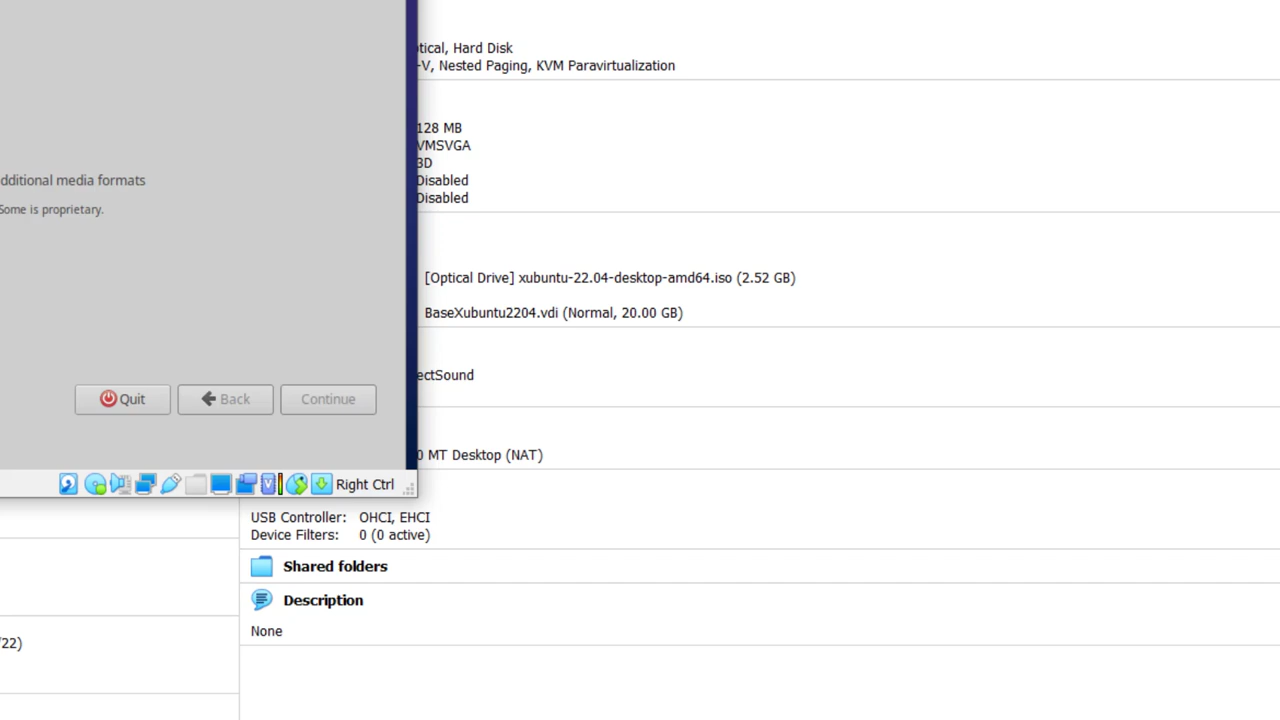 tical, Hard Disk
-V, Nested Paging, KVM Paravirtualization
128 MB
VMSVGA
3D
dditional media formats
Disabled
Disabled
Some is proprietary.
[Optical Drive] xubuntu-22.04-desktop-amd64.iso (2.52 GB)
BaseXubuntu2204.vdi (Normal, 20.00 GB)
ectSound
Quit
Back
Continue
0 MT Desktop (NAT)
Right Ctrl
USB Controller: OHCI, EHCI
Device Filters: 0 (0 active)
Shared folders
Description
None
/22)